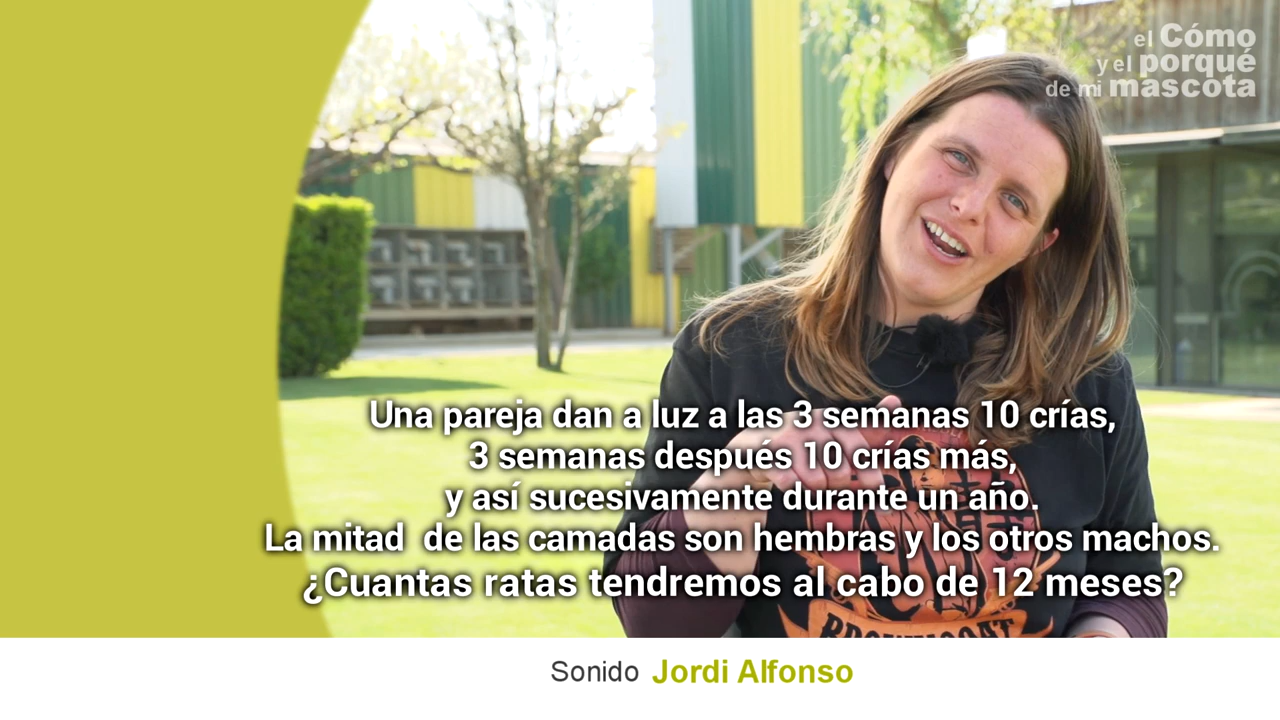 el Cómo
y el porqué
de mi mascota
Una pareja dan a luz a las 3 semanas 10 crías,
3 semanas después 10 crías más,
y así sucesivamente durante un año.
La mitad  de las camadas son hembras y los otros machos.
¿Cuantas ratas tendremos al cabo de 12 meses?
Sonido Jordi Alfonso